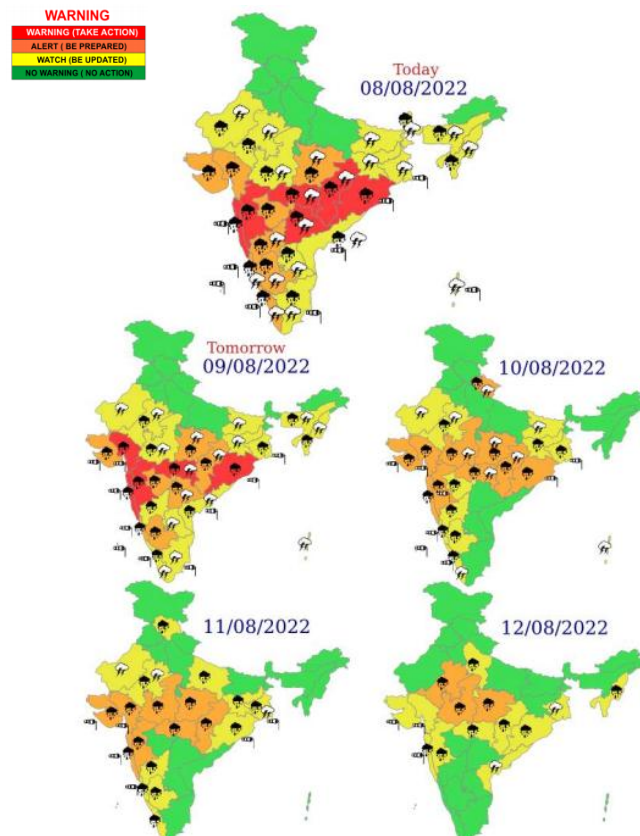 WARNING
WARNING (TAKE ACTION)
ALERT ( BE PREPARED)
WATCH (BE UPDATED)
NO WARNING ( NO ACTION)
Today
08/08/2022
Tomorrow
09/08/2022
10/08/2022
11/08/2022
12/08/2022